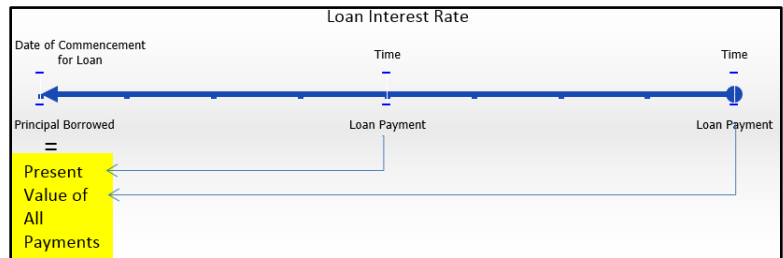 Loan Interest Rate
Date of Commencement
for Loan
Time
Time
Principal Borrowed
Loan Payment
Loan Payment
=
Present
Value of
All
Payments